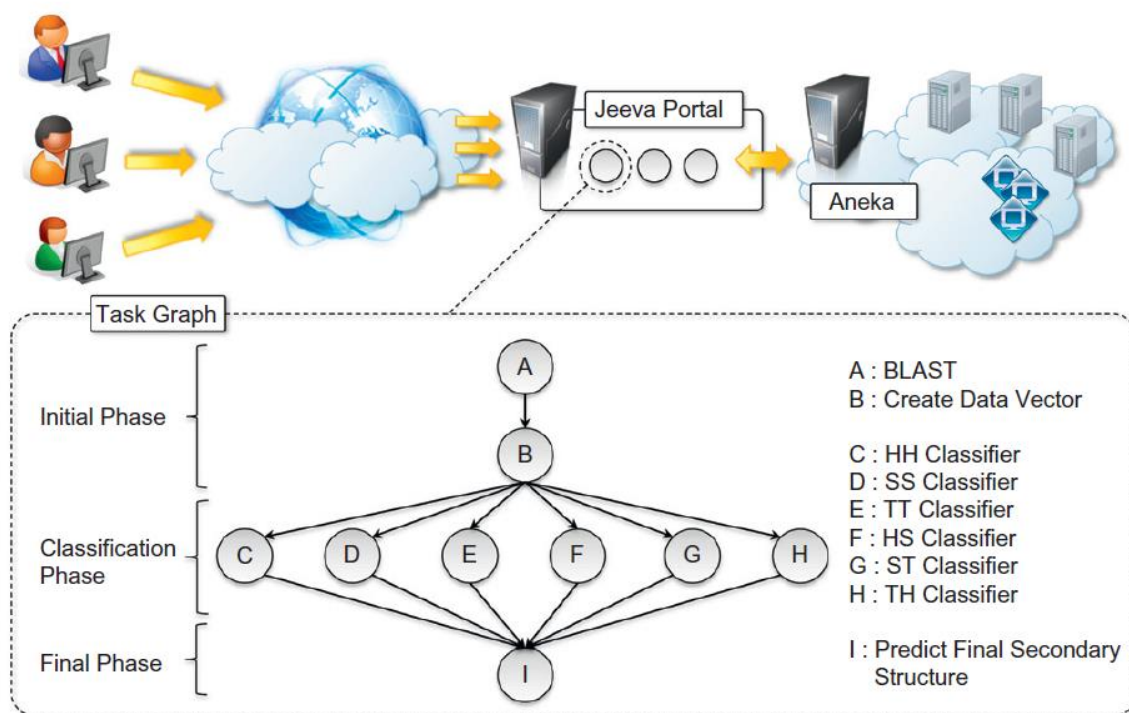 Jeeva Portal
Aneka
Task Graph
Initial Phase
Classification
Phase
Final Phase
A
B
C
D
E
F
G
H
I
A : BLAST
B : Create Data Vector
C : HH Classifier
D : SS Classifier
E : TT Classifier
F : HS Classifier
G : ST Classifier
H : TH Classifier
I : Predict Final Secondary
Structure